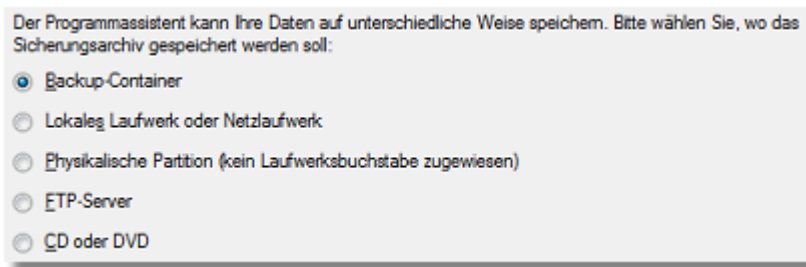 Der Programmassistent kann Ihre Daten auf unterschiedliche Weise speichern. Bitte wählen Sie, wo das
Sicherungsarchiv gespeichert werden soll:
Backup-Container
Lokales Laufwerk oder Netzlaufwerk
Physikalische Partition (kein Laufwerksbuchstabe zugewiesen)
FTP-Server
CD oder DVD